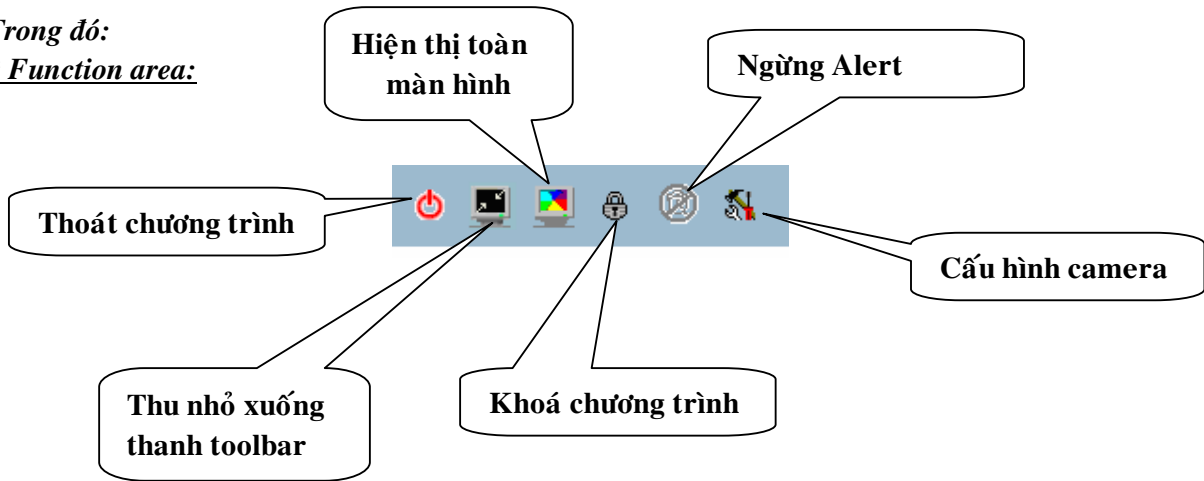 Trong đó:
Function area:
Hiện thị toàn
màn hình
Ngừng Alert
Thoát chương trình
Cấu hình camera
Thu nhỏ xuống
thanh toolbar
Khoá chương trình